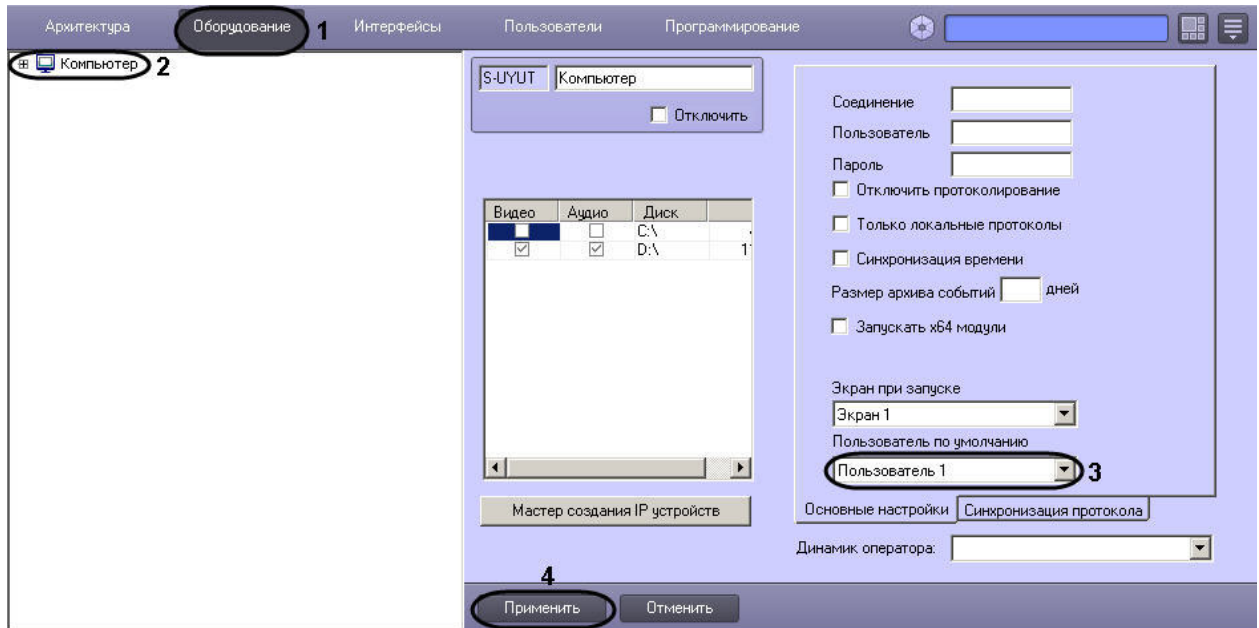 Архитектура Оборудование 1 Интерфейсы Пользователи Программирование
Компьютер 2
S-UYUT Компьютер
Отключить
Соединение
Пользователь
Пароль
Отключить протоколирование
Только локальные протоколы
Синхронизация времени
Размер архива событий дней
Запускать x64 модули
Видео Аудио Диск
C:\
D:\ 1
Экран при запуске
Экран 1
Пользователь по умолчанию
Пользователь 1 3
Мастер создания IP устройств
Основные настройки Синхронизация протокола
Динамик оператора:
4
Применить Отменить